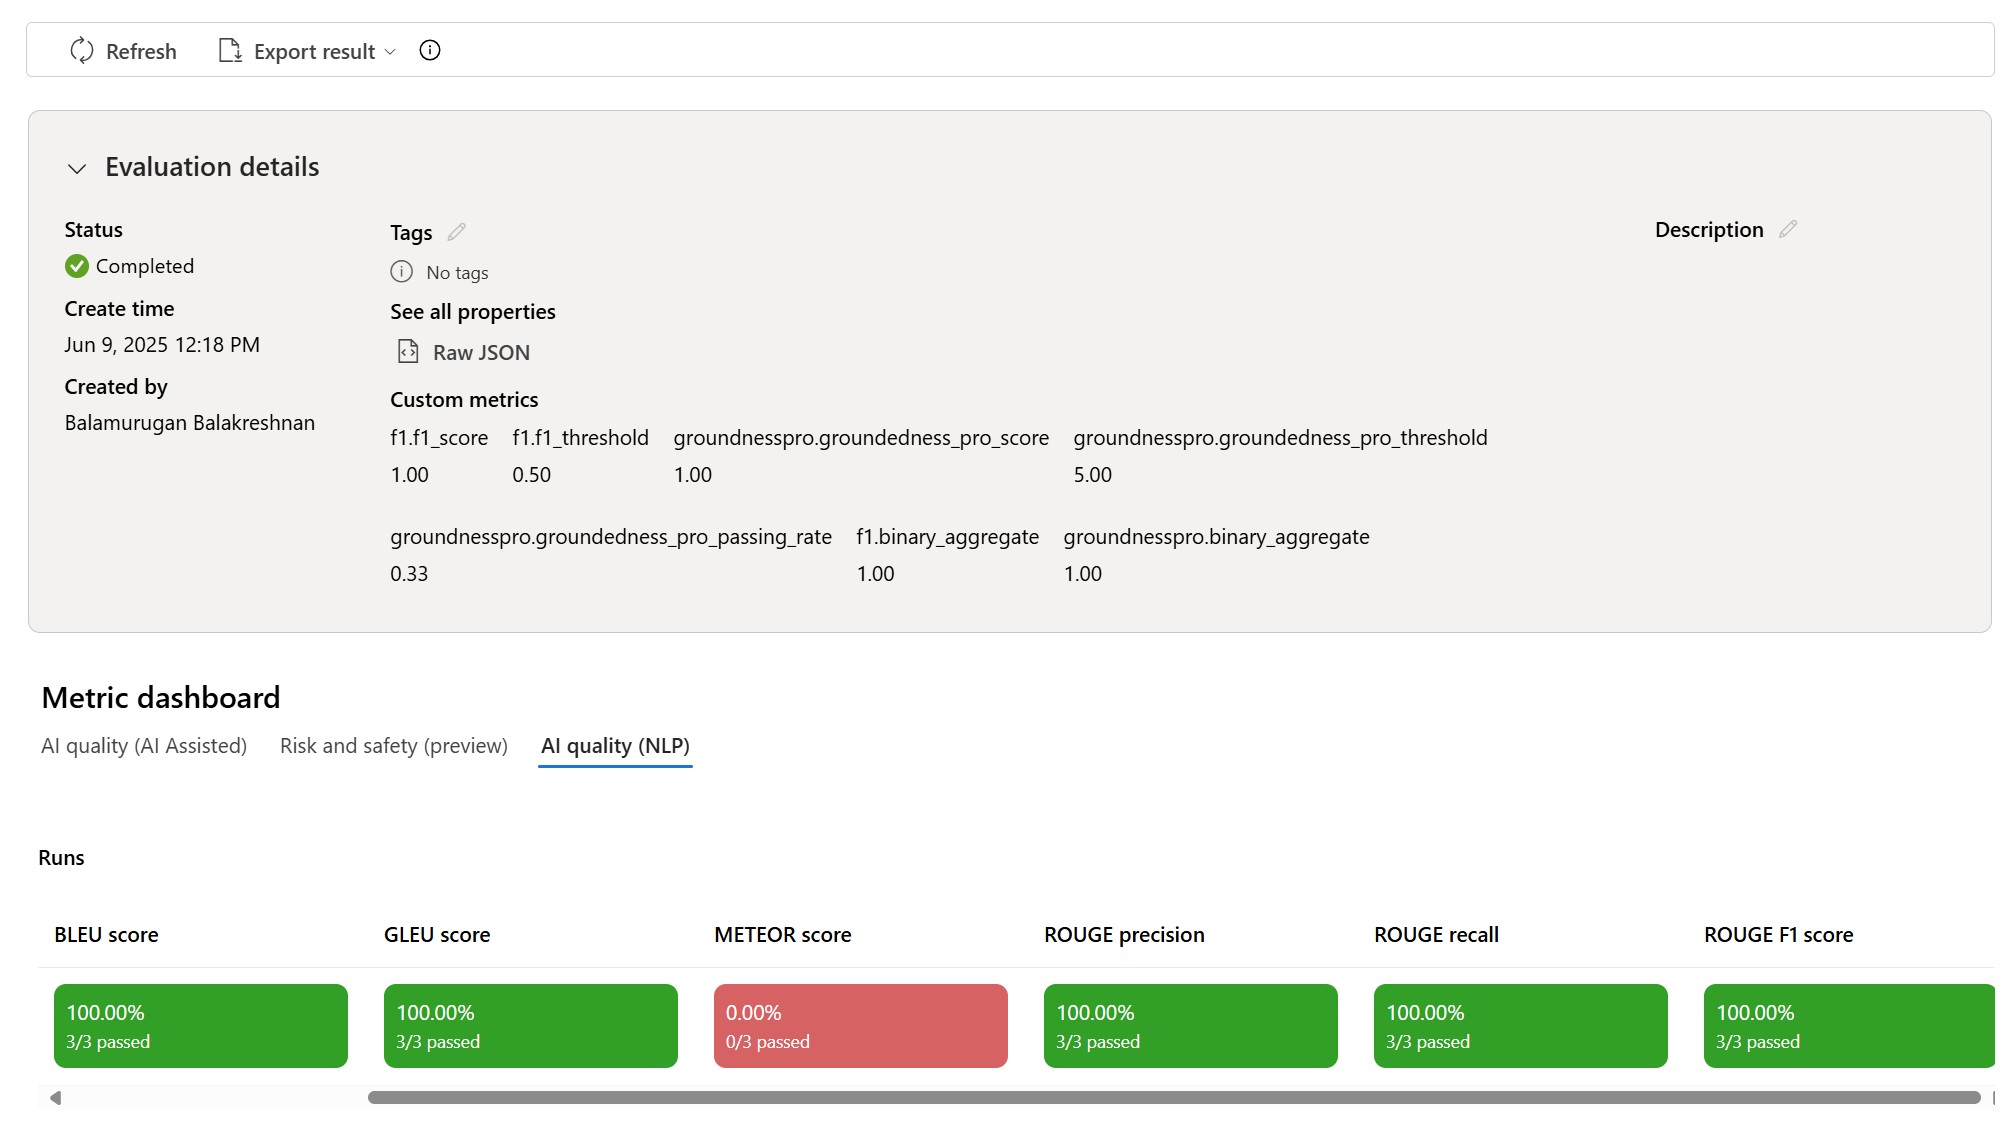 Refresh Export result
Evaluation details
Status
Completed
Create time
Jun 9, 2025 12:18 PM
Created by
Balamurugan Balakreshnan
Tags
No tags
See all properties
Raw JSON
Custom metrics
f1.f1_score f1.f1_threshold groundnesspro.groundedness_pro_score groundnesspro.groundedness_pro_threshold
1.00 0.50 1.00 5.00
groundnesspro.groundedness_pro_passing_rate f1.binary_aggregate groundnesspro.binary_aggregate
0.33 1.00 1.00
Description
Metric dashboard
AI quality (AI Assisted) Risk and safety (preview) AI quality (NLP)
Runs
BLEU score GLEU score METEOR score ROUGE precision ROUGE recall ROUGE F1 score
100.00% 100.00% 0.00% 100.00% 100.00% 100.00%
3/3 passed 3/3 passed 0/3 passed 3/3 passed 3/3 passed 3/3 passed